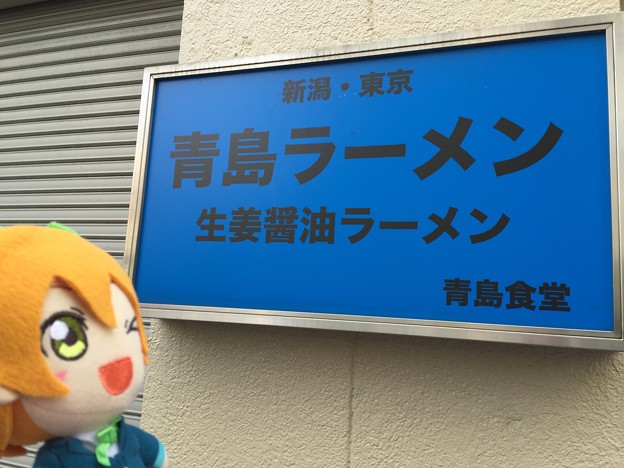 新潟・東京
青島ラーメン
生姜醤油ラーメン
青島食堂